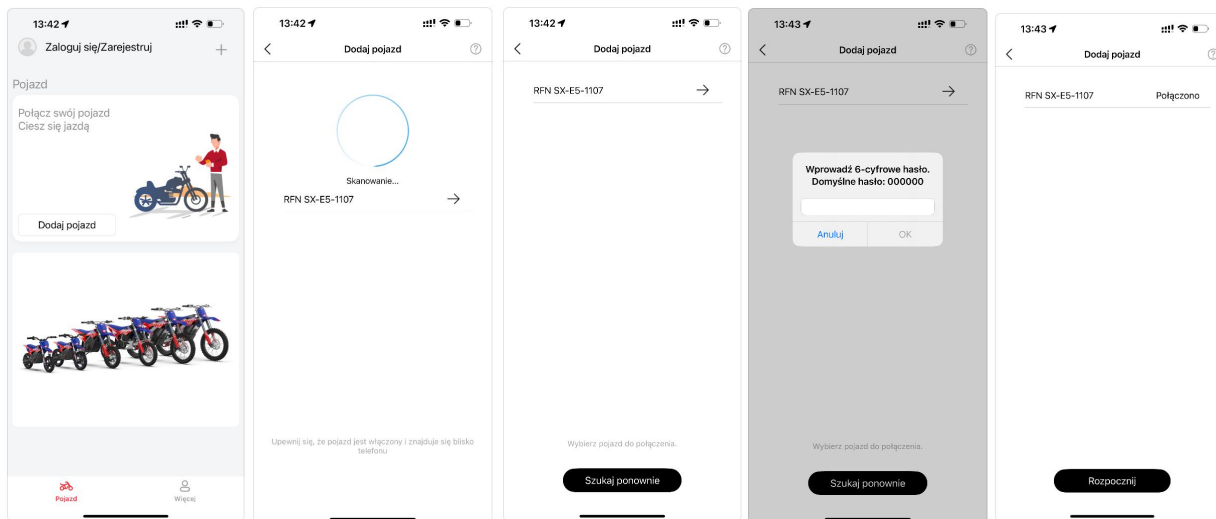 13:42
Zaloguj się/Zarejestruj
Pojazd
Połącz swój pojazd
Ciesz się jazdą
Dodaj pojazd
Pojazd
Więcej
13:42
Dodaj pojazd
Skanowanie...
RFN SX-E5-1107
Upewnij się, że pojazd jest włączony i znajduje się blisko
telefonu
13:42
Dodaj pojazd
RFN SX-E5-1107
Wybierz pojazd do połączenia.
Szukaj ponownie
13:43
Dodaj pojazd
RFN SX-E5-1107
Wprowadź 6-cyfrowe hasło.
Domyślne hasło: 000000
Anuluj
OK
Wybierz pojazd do połączenia.
Szukaj ponownie
13:43
Dodaj pojazd
RFN SX-E5-1107
Połączono
Rozpocznij